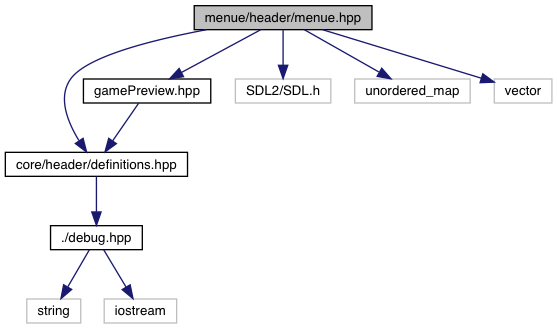 menue/header/menue.hpp
gamePreview.hpp
SDL2/SDL.h
unordered_map
vector
core/header/definitions.hpp
./debug.hpp
string
iostream